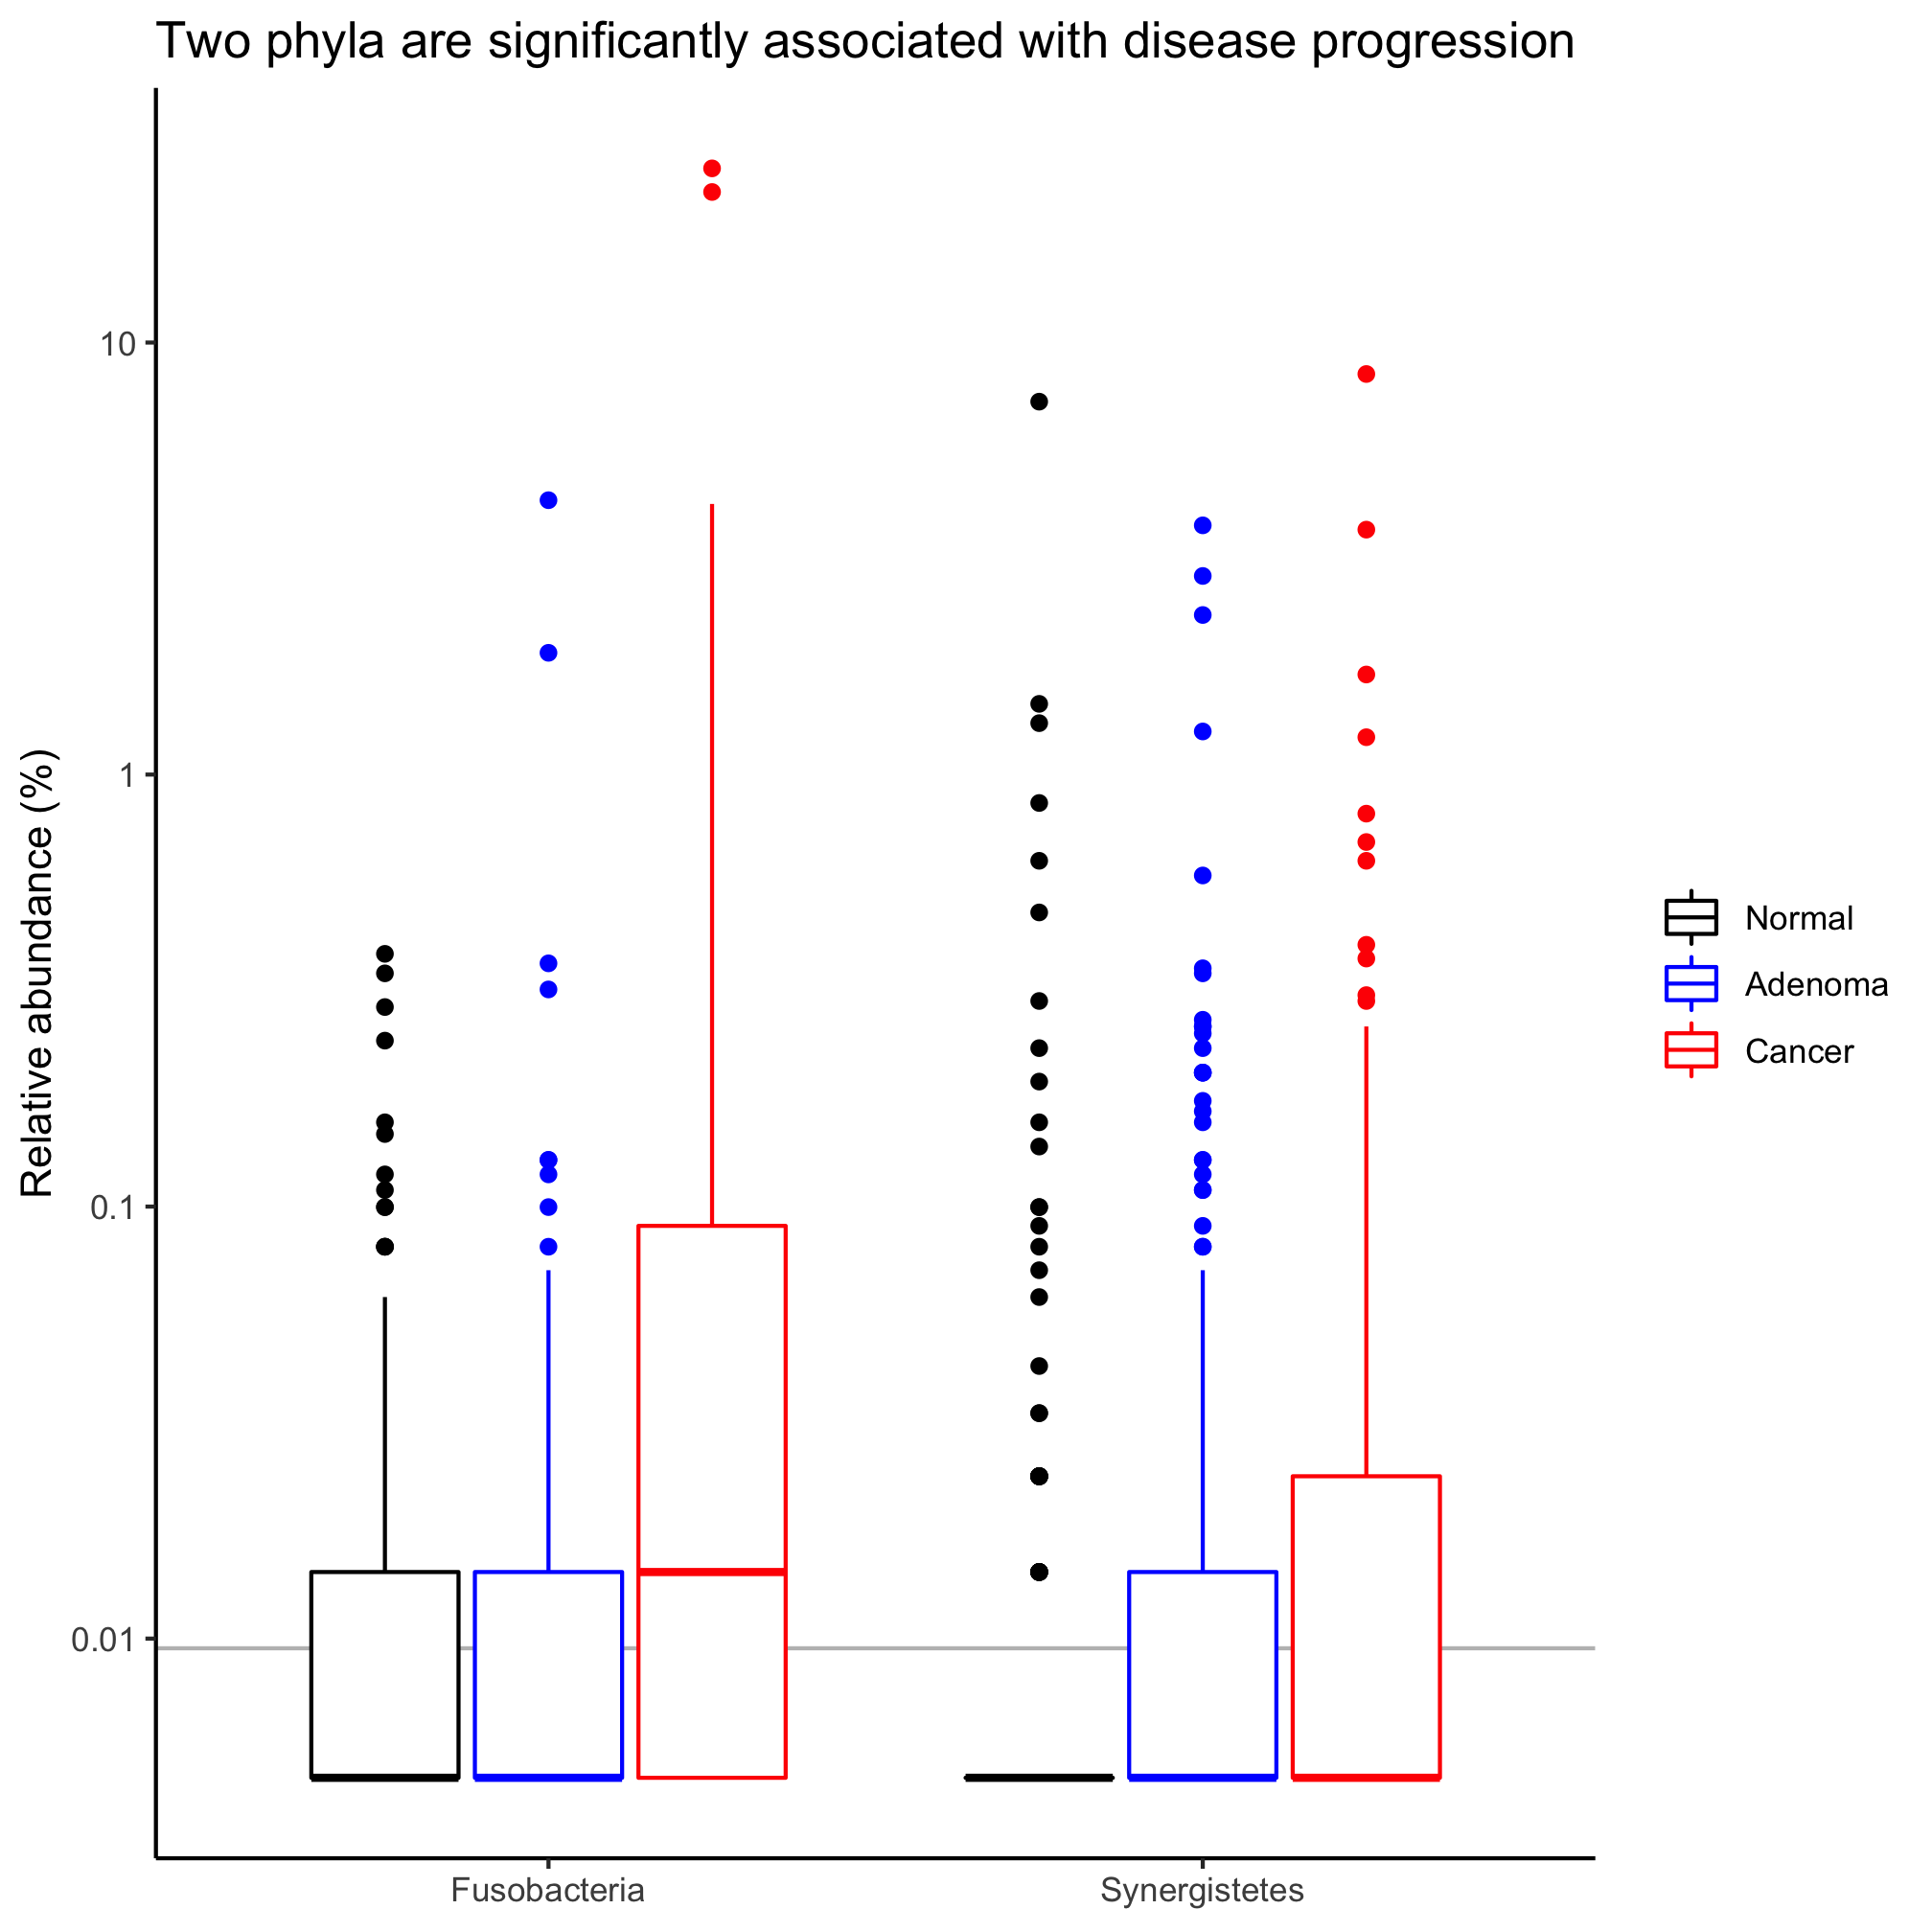 Two phyla are significantly associated with disease progression
Relative abundance (%)
10
1
0.1
0.01
Fusobacteria
Synergistetes
Normal
Adenoma
Cancer